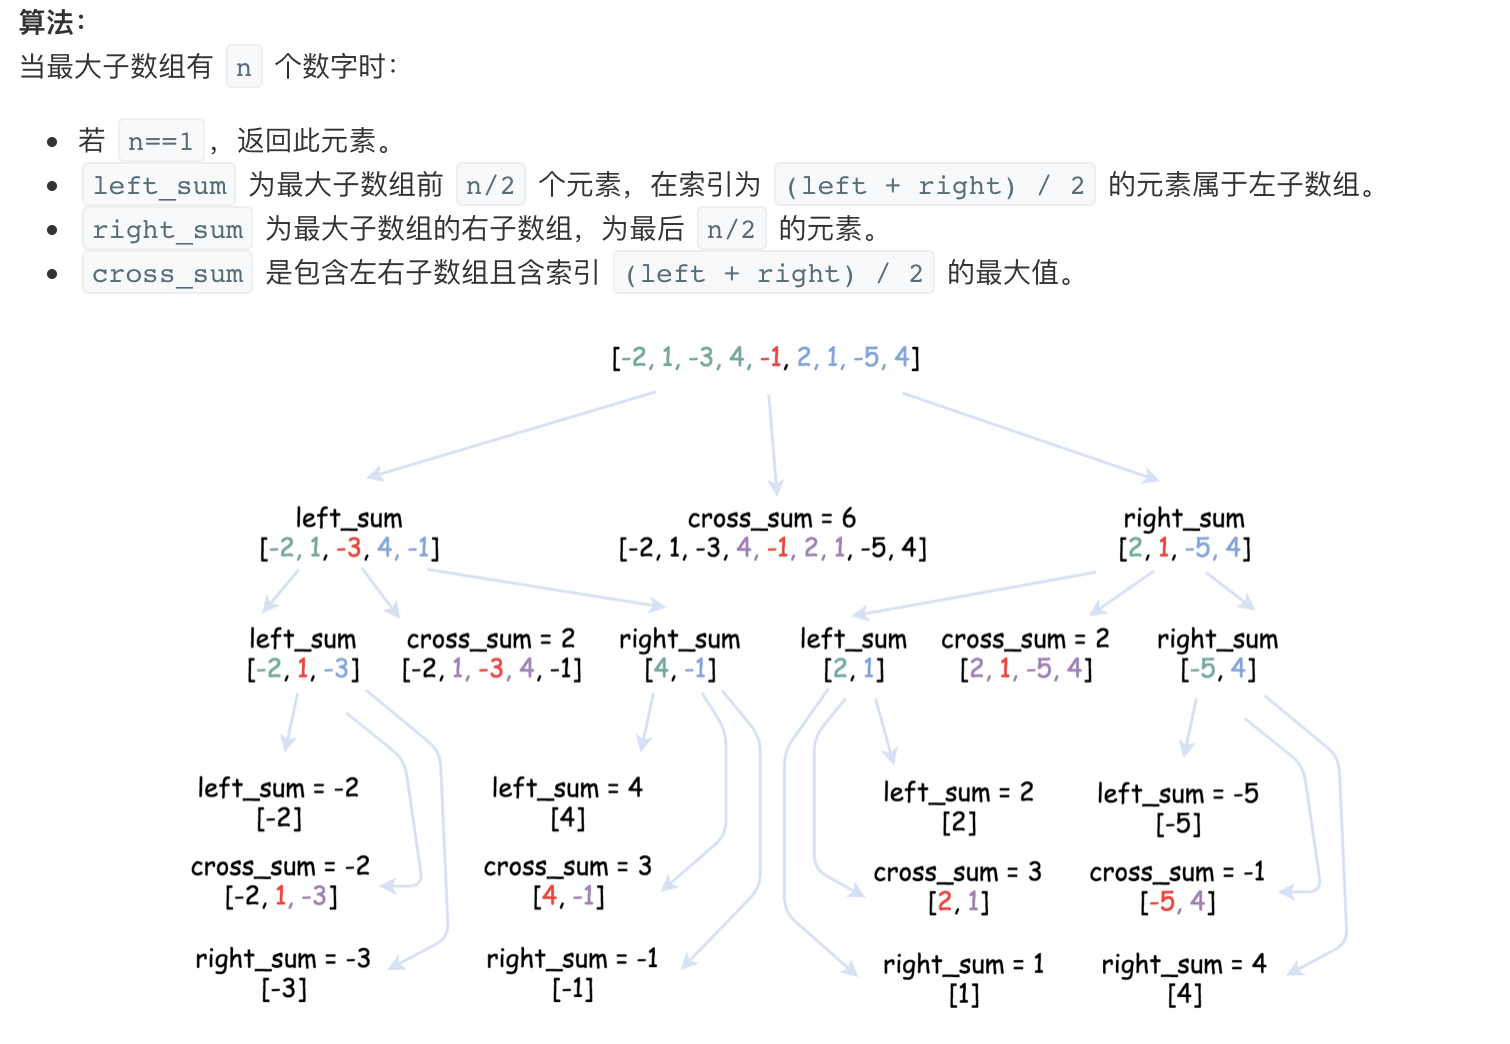 算法：
当最大子数组有 n 个数字时：
• 若 n==1 ，返回此元素。
• left_sum 为最大子数组前 n/2 个元素，在索引为 (left + right) / 2 的元素属于左子数组。
• right_sum 为最大子数组的右子数组，为最后 n/2 的元素。
• cross_sum 是包含左右子数组且含索引 (left + right) / 2 的最大值。
[-2, 1, -3, 4, -1, 2, 1, -5, 4]
left_sum
[-2, 1, -3, 4, -1]
cross_sum = 6
[-2, 1, -3, 4, -1, 2, 1, -5, 4]
right_sum
[2, 1, -5, 4]
left_sum
[-2, 1, -3]
cross_sum = 2
[-2, 1, -3, 4, -1]
right_sum
[4, -1]
left_sum
[2, 1]
cross_sum = 2
[2, 1, -5, 4]
right_sum
[-5, 4]
left_sum = -2
[-2]
cross_sum = -2
[-2, 1, -3]
right_sum = -3
[-3]
left_sum = 4
[4]
cross_sum = 3
[4, -1]
right_sum = -1
[-1]
left_sum = 2
[2]
cross_sum = 3
[2, 1]
right_sum = 1
[1]
left_sum = -5
[-5]
cross_sum = -1
[-5, 4]
right_sum = 4
[4]